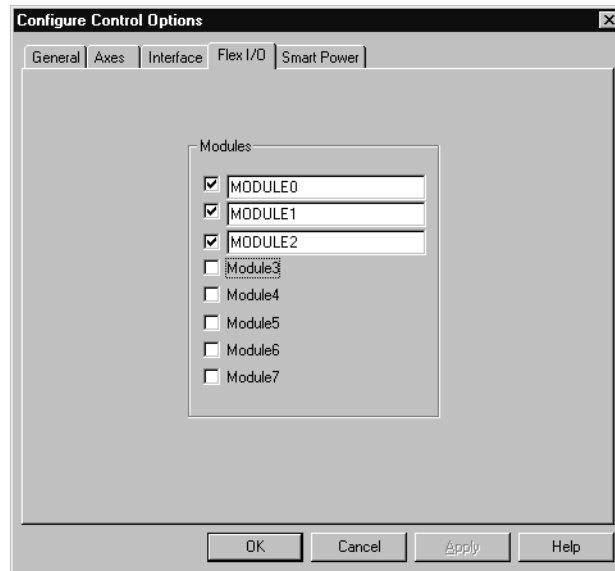 Configure Control Options
General Axes Interface Flex I/O Smart Power
Modules
MODULE0
MODULE1
MODULE2
Module3
Module4
Module5
Module6
Module7
OK Cancel Apply Help